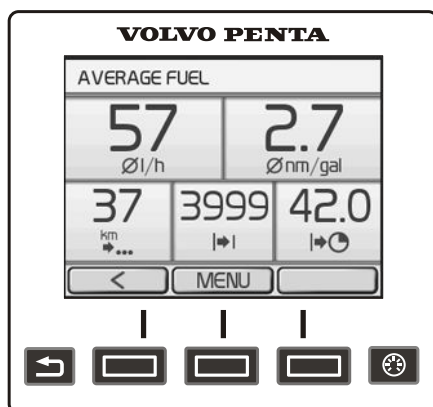 VOLVO PENTA
AVERAGE FUEL
57 2.7
Øl/h Ønm/gal
37 3999 42.0
km
< MENU